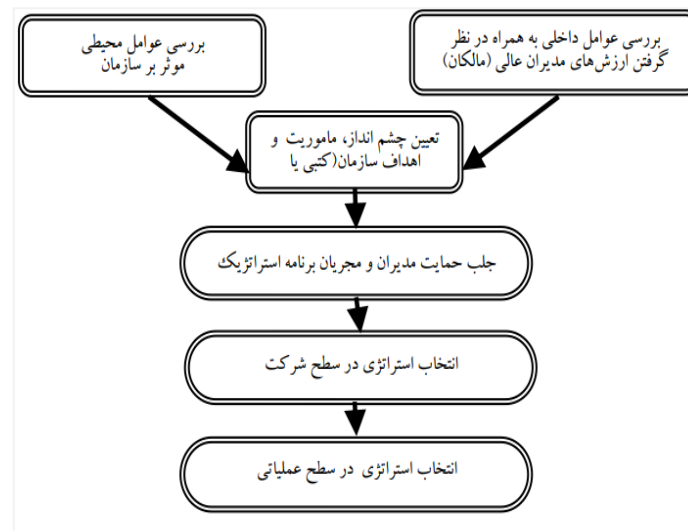 بررسی عوامل داخلی به همراه در نظر
گرفتن ارزش‌های مدیران عالی (مالکان)
بررسی عوامل محیطی
موثر بر سازمان
تعیین چشم انداز، ماموریت و
اهداف سازمان(کتبی یا
جلب حمایت مدیران و مجریان برنامه استراتژیک
انتخاب استراتژی در سطح شرکت
انتخاب استراتژی در سطح عملیاتی